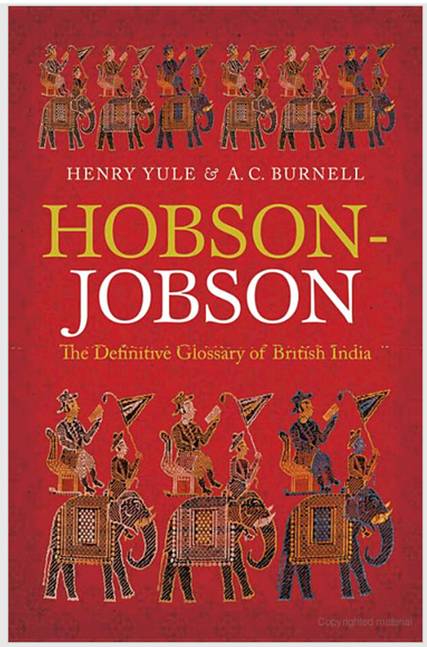 HENRY YULE & A. C. BURNELL
HOBSON-
JOBSON
The Definitive Glossary of British India
Copyrighted material